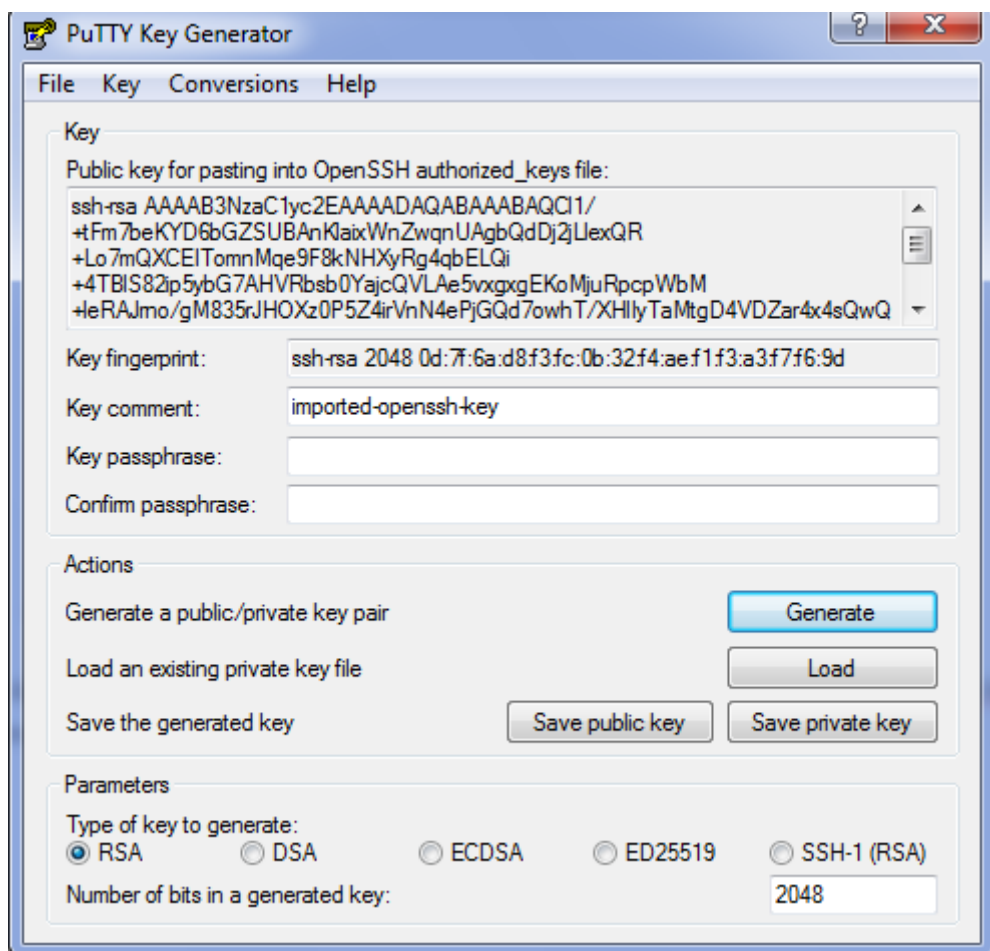 PuTTY Key Generator
File Key Conversions Help
Key
Public key for pasting into OpenSSH authorized_keys file:
ssh-rsa AAAAB3NzaC1yc2EAAAADAQABAAABAQCI1/
+tFm7beKYD6bGZSUBAnKlaixWnZwqnUAgbQdDj2jLlexQR
+Lo7mQXCEITomnMqe9F8kNHXyRg4qbELQi
+4TBIS82ip5ybG7AHVRbsb0YajcQVLAe5vxgxgEKoMjuRpcpWbM
+leRAJmo/gM835rJHOXz0P5Z4irVnN4ePjGQd7owhT/XHllyTaMtgD4VDZar4x4sQwQ
Key fingerprint: ssh-rsa 2048 0d:7f:6a:d8:f3:fc:0b:32:f4:ae:f1:f3:a3:f7:f6:9d
Key comment: imported-openssh-key
Key passphrase:
Confirm passphrase:
Actions
Generate a public/private key pair Generate
Load an existing private key file Load
Save the generated key Save public key Save private key
Parameters
Type of key to generate:
RSA DSA ECDSA ED25519 SSH-1 (RSA)
Number of bits in a generated key: 2048